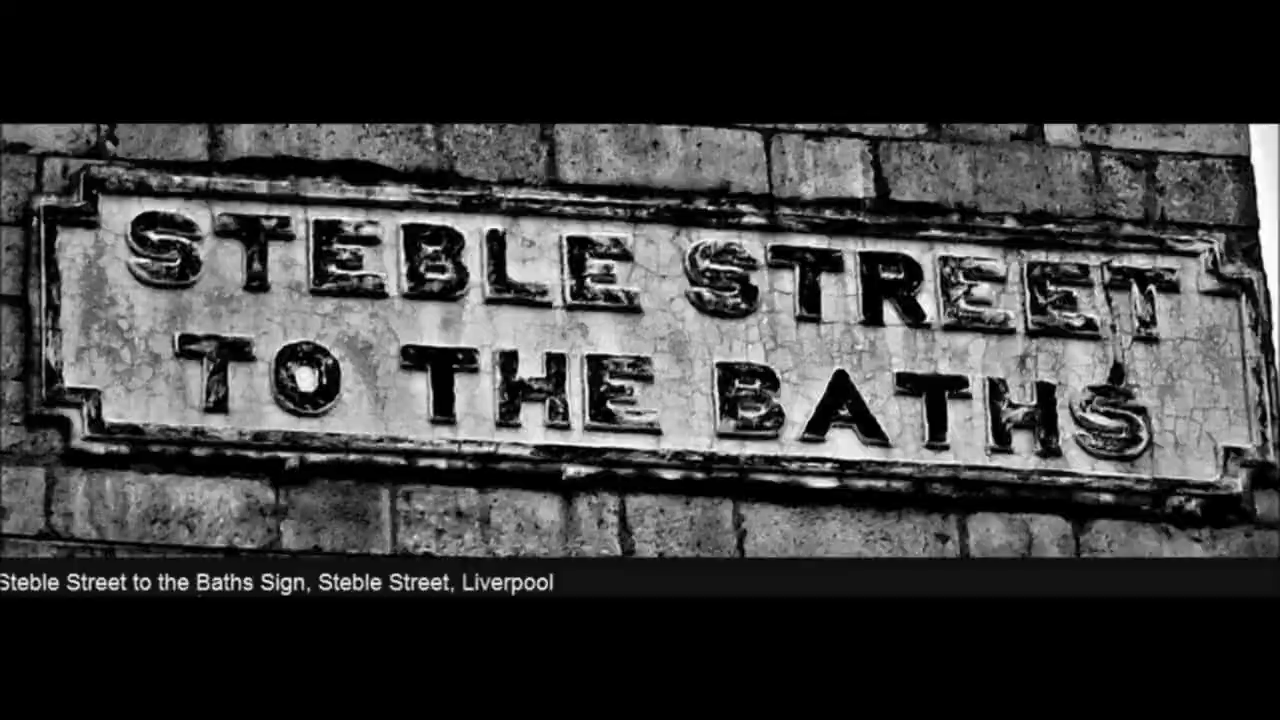 STEBLE STREET
TO THE BATHS
Steble Street to the Baths Sign, Steble Street, Liverpool